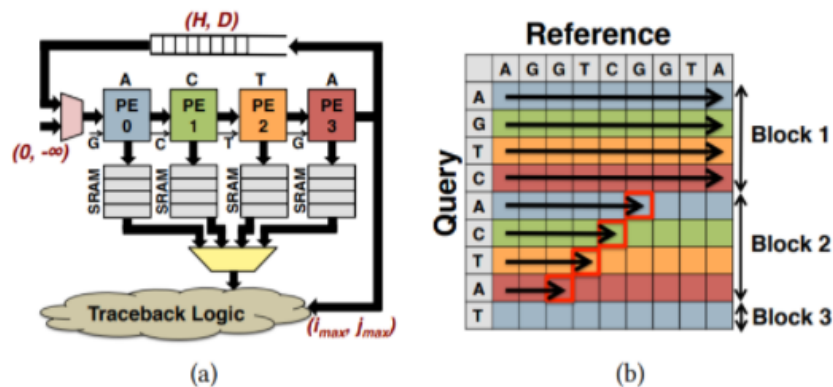 (H, D)
A C T A
PE PE PE PE
0 1 2 3
G C T G
(0, -∞)
SRAM SRAM SRAM SRAM
Traceback Logic
(imax, jmax)
(a)
Reference
A G G T C G G T A
Query
A
G
T
C
A
C
T
A
T
Block 1
Block 2
Block 3
(b)